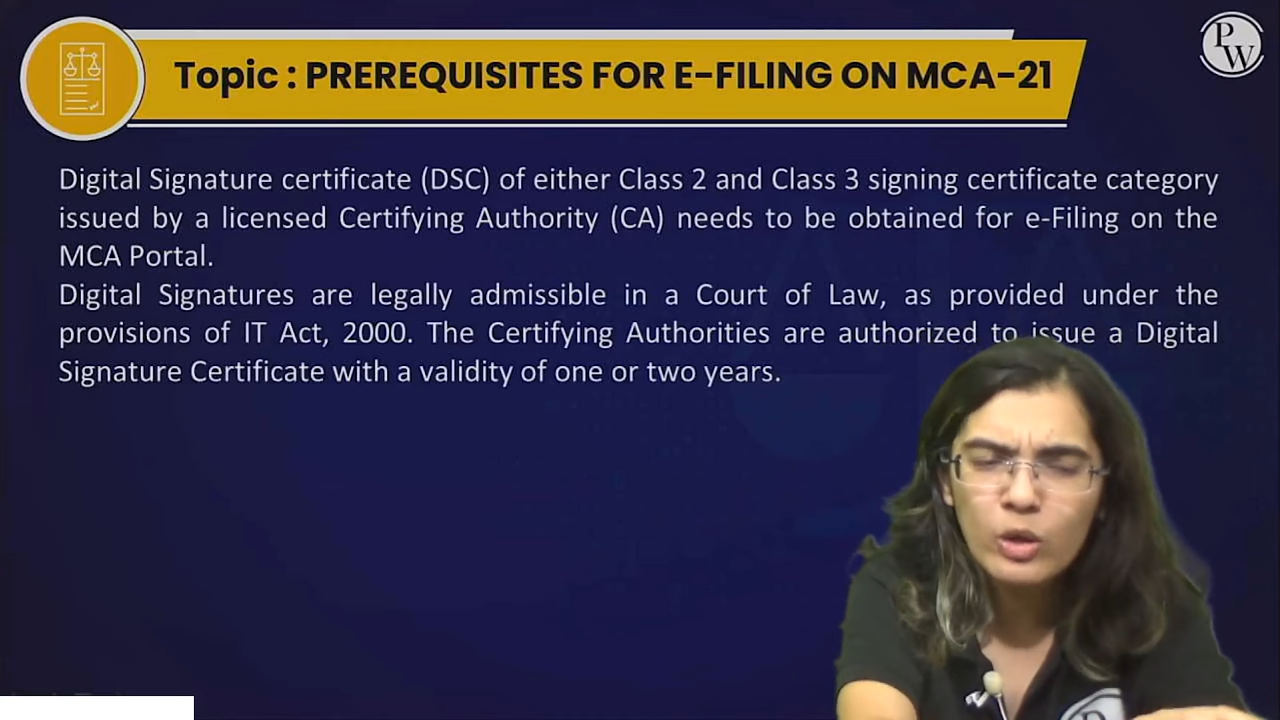 PW
Topic : PREREQUISITES FOR E-FILING ON MCA-21
Digital Signature certificate (DSC) of either Class 2 and Class 3 signing certificate category
issued by a licensed Certifying Authority (CA) needs to be obtained for e-Filing on the
MCA Portal.
Digital Signatures are legally admissible in a Court of Law, as provided under the
provisions of IT Act, 2000. The Certifying Authorities are authorized to issue a Digital
Signature Certificate with a validity of one or two years.